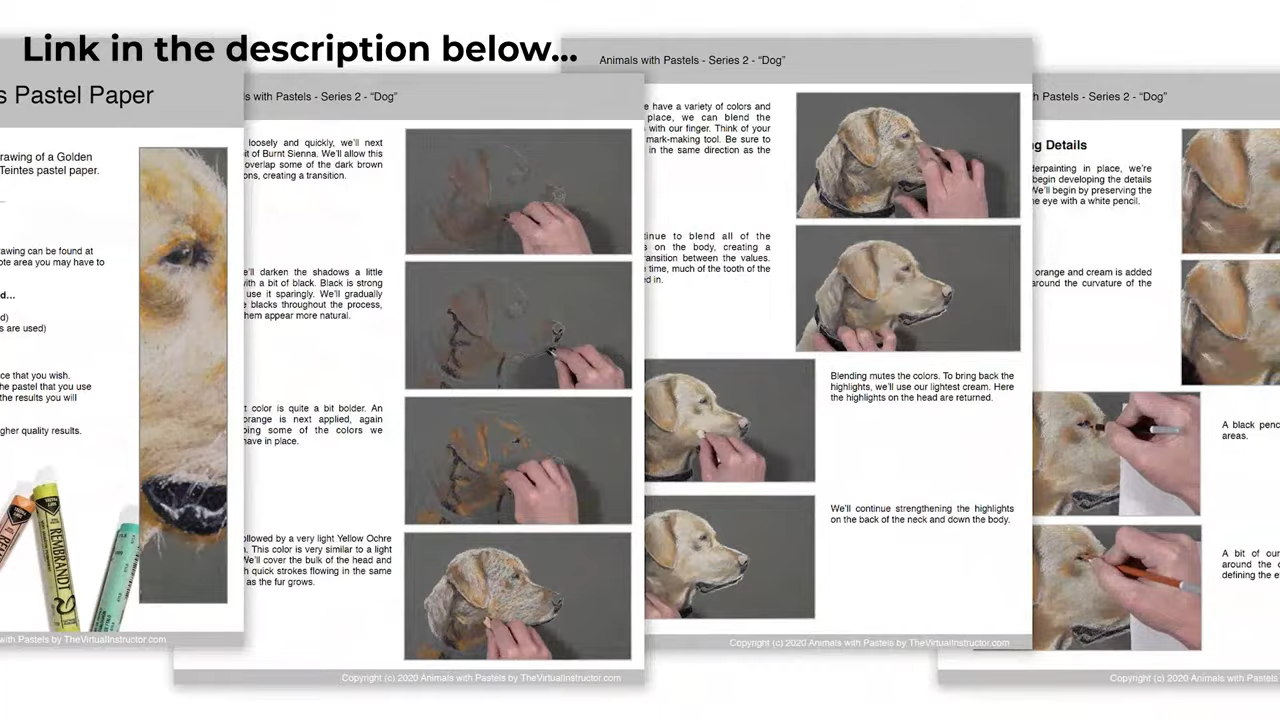 Link in the description below...
s Pastel Paper
rawing of a Golden
Teintes pastel paper.
awing can be found at
ote area you may have to
d...
d)
s are used)
ce that you wish.
he pastel that you use
the results you will
gher quality results.
REMBRANDT
with Pastels by TheVirtualInstructor.com
ls with Pastels - Series 2 - “Dog”
loosely and quickly, we'll next
it of Burnt Sienna. We'll allow this
overlap some of the dark brown
ons, creating a transition.
e'll darken the shadows a little
with a bit of black. Black is strong
use it sparingly. We'll gradually
e blacks throughout the process,
hem appear more natural.
t color is quite a bit bolder. An
orange is next applied, again
ping some of the colors we
have in place.
ollowed by a very light Yellow Ochre
n. This color is very similar to a light
We'll cover the bulk of the head and
h quick strokes flowing in the same
as the fur grows.
Copyright (c) 2020 Animals with Pastels by TheVirtualInstructor.com
Animals with Pastels - Series 2 - “Dog”
e have a variety of colors and
place, we can blend the
with our finger. Think of your
mark-making tool. Be sure to
in the same direction as the
tinue to blend all of the
s on the body, creating a
ransition between the values.
time, much of the tooth of the
ed in.
Blending mutes the colors. To bring back the
highlights, we'll use our lightest cream. Here
the highlights on the head are returned.
We'll continue strengthening the highlights
on the back of the neck and down the body.
Copyright (c) 2020 Animals with Pastels by TheVirtualInstructor.com
th Pastels - Series 2 - “Dog”
ng Details
derpainting in place, we're
begin developing the details
We'll begin by preserving the
he eye with a white pencil.
orange and cream is added
around the curvature of the
A black penc
areas.
A bit of our
around the c
defining the e
Copyright (c) 2020 Animals with Pastels